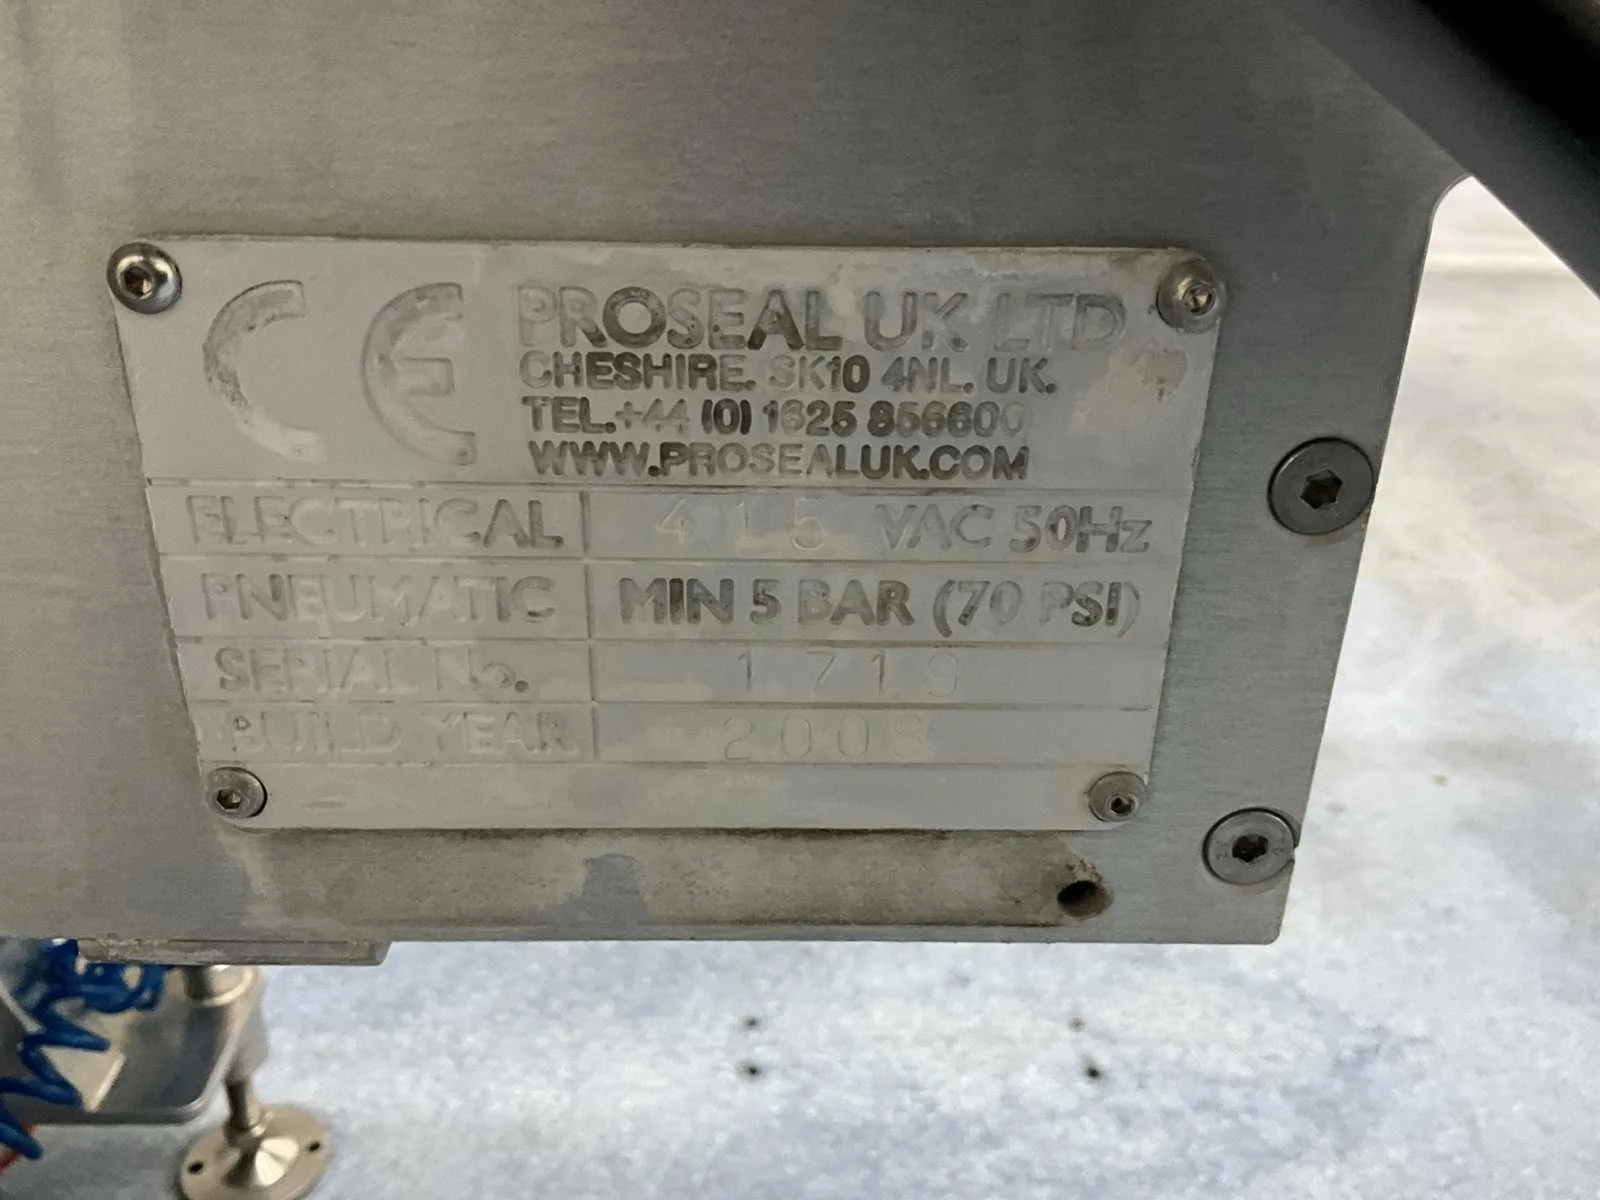 CE
PROSEAL UK LTD
CHESHIRE. SK10 4NL. UK.
TEL.+44 (0) 1625 856600
WWW.PROSEALUK.COM
ELECTRICAL 415 VAC 50Hz
PNEUMATIC MIN 5 BAR (70 PSI)
SERIAL No. 1719
BUILD YEAR